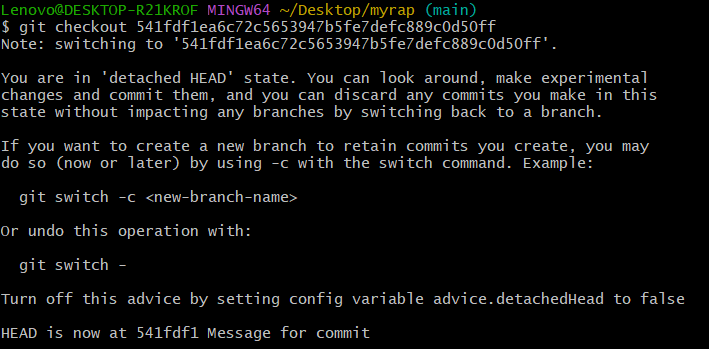 Lenovo@DESKTOP-R21KROF MINGW64 ~/Desktop/myrap (main)
$ git checkout 541fdf1ea6c72c5653947b5fe7defc889c0d50ff
Note: switching to '541fdf1ea6c72c5653947b5fe7defc889c0d50ff'.

You are in 'detached HEAD' state. You can look around, make experimental
changes and commit them, and you can discard any commits you make in this
state without impacting any branches by switching back to a branch.

If you want to create a new branch to retain commits you create, you may
do so (now or later) by using -c with the switch command. Example:

  git switch -c <new-branch-name>

Or undo this operation with:

  git switch -

Turn off this advice by setting config variable advice.detachedHead to false

HEAD is now at 541fdf1 Message for commit